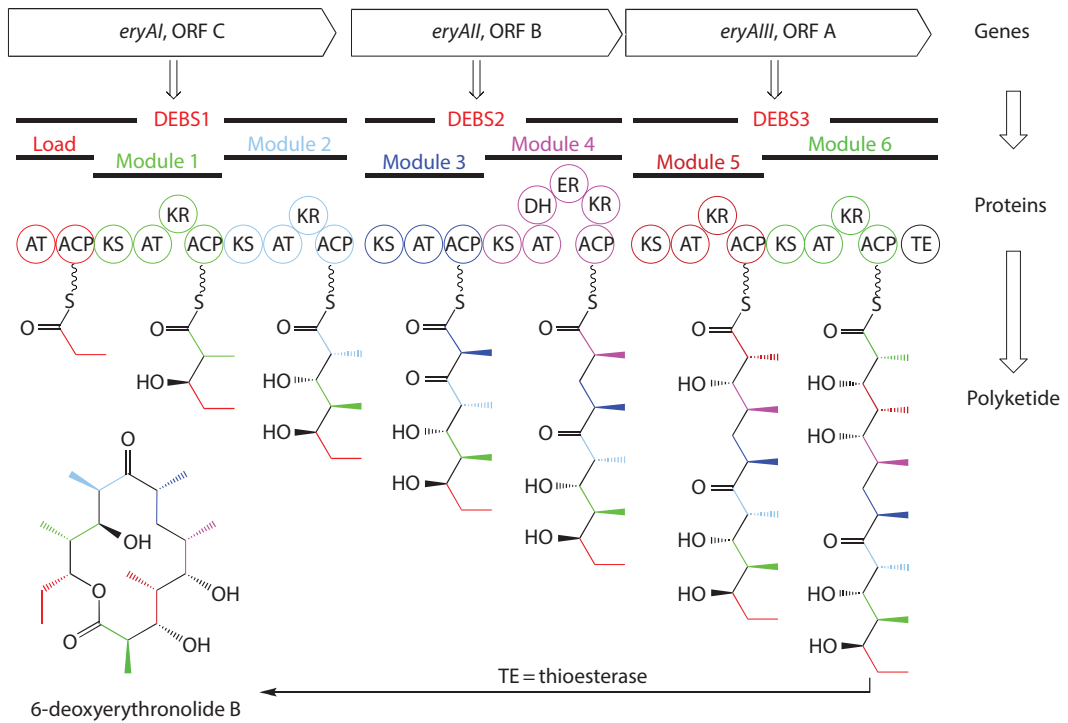 eryAI, ORF C eryAII, ORF B eryAIII, ORF A Genes
DEBS1 DEBS2 DEBS3
Load Module 2 Module 4 Module 6
Module 1 Module 3 Module 5
ER
DH KR
KR KR KR KR
Proteins
AT ACP KS AT ACP KS AT ACP KS AT ACP KS AT ACP KS AT ACP KS AT ACP TE
S S S S S S S
O O O O O O O
O
HO HO HO HO
Polyketide
HO HO O HO
O HO HO O
HO HO
OH O HO O
O HO HO
OH HO
O OH HO
TE = thioesterase
6-deoxyerythronolide B